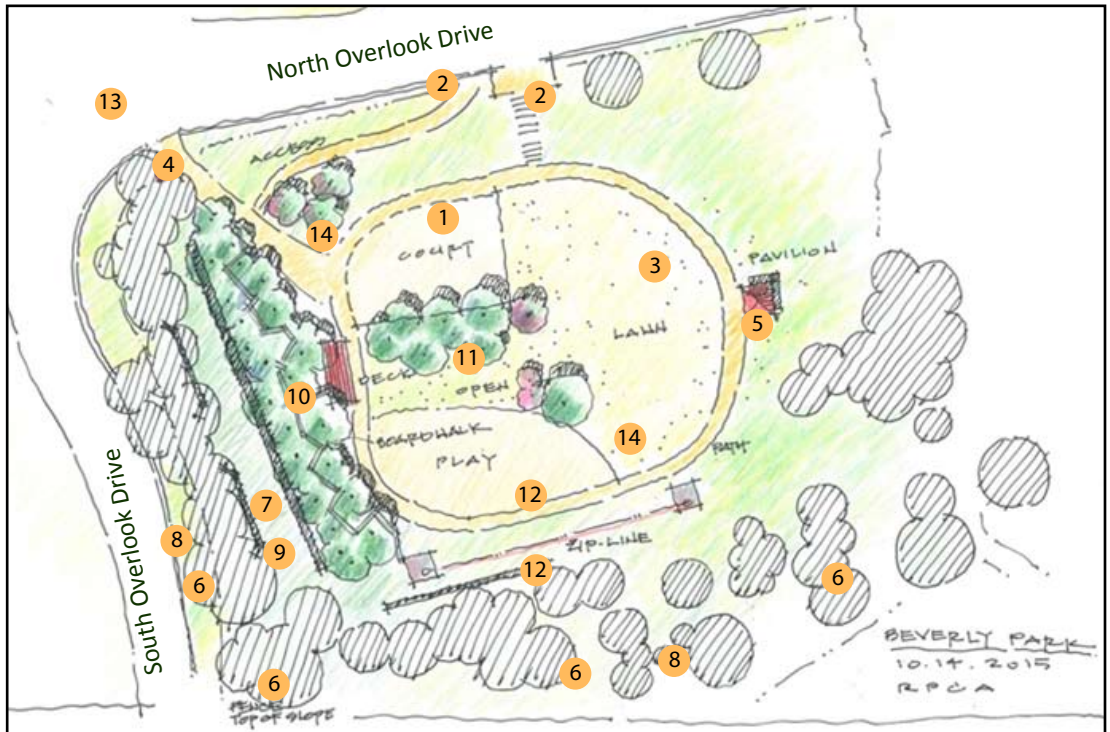 North Overlook Drive
13
2
2
ACCESS
4
14
1
COURT
3
PAVILION
5
LAWN
11
DECK
OPEN
10
BOARDWALK
PLAY
14
PATH
12
7
South Overlook Drive
8
9
ZIP-LINE
12
6
6
BEVERLY PARK
10.14.2015
RPCA
8
6
6
FENCE
TOP OF SLOPE